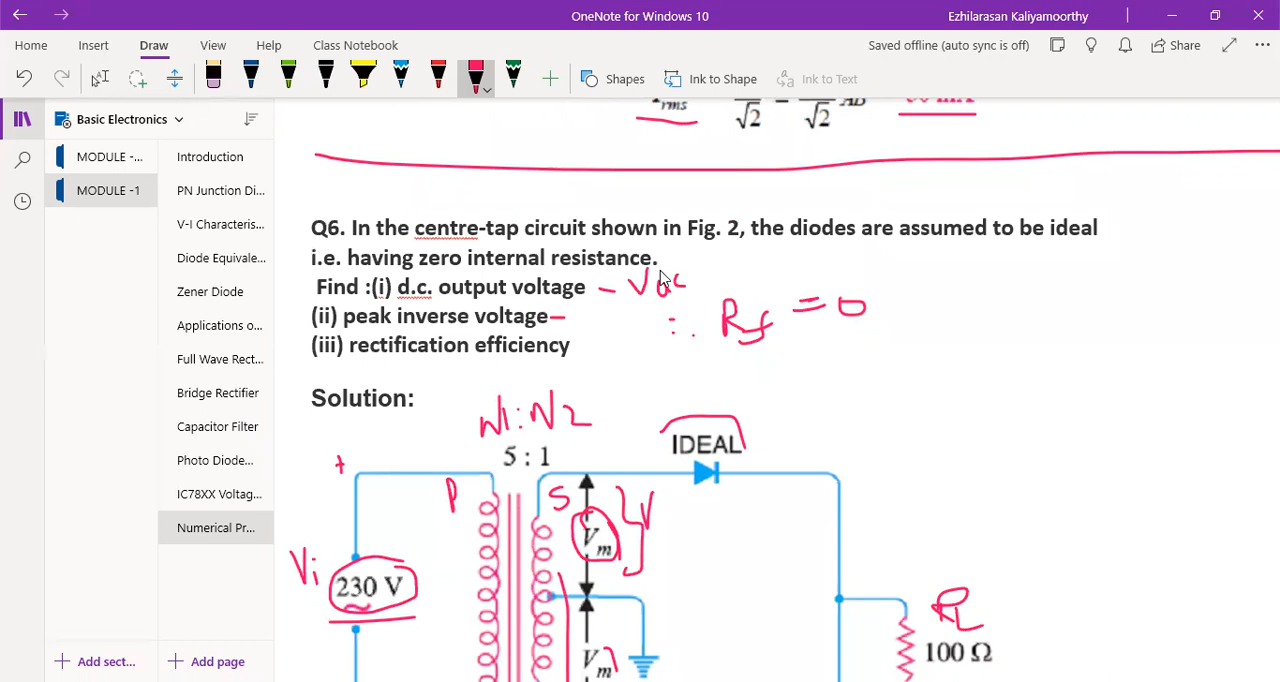 OneNote for Windows 10
Ezhilarasan Kaliyamoorthy
Home Insert Draw View Help Class Notebook
Saved offline (auto sync is off) Share
Shapes Ink to Shape Ink to Text
Basic Electronics
MODULE -...
MODULE -1
Add sect...
Introduction
PN Junction Di...
V-I Characteris...
Diode Equivale...
Zener Diode
Applications o...
Full Wave Rect...
Bridge Rectifier
Capacitor Filter
Photo Diode...
IC78XX Voltag...
Numerical Pr...
Add page
rms √2 = √2
Q6. In the centre-tap circuit shown in Fig. 2, the diodes are assumed to be ideal
i.e. having zero internal resistance.
Find :(i) d.c. output voltage – Vdc
(ii) peak inverse voltage –
∴ Rf = 0
(iii) rectification efficiency
Solution:
N1:N2
5 : 1
IDEAL
+
P
S
Vm
V
Vi
230 V
RL
100 Ω
Vm